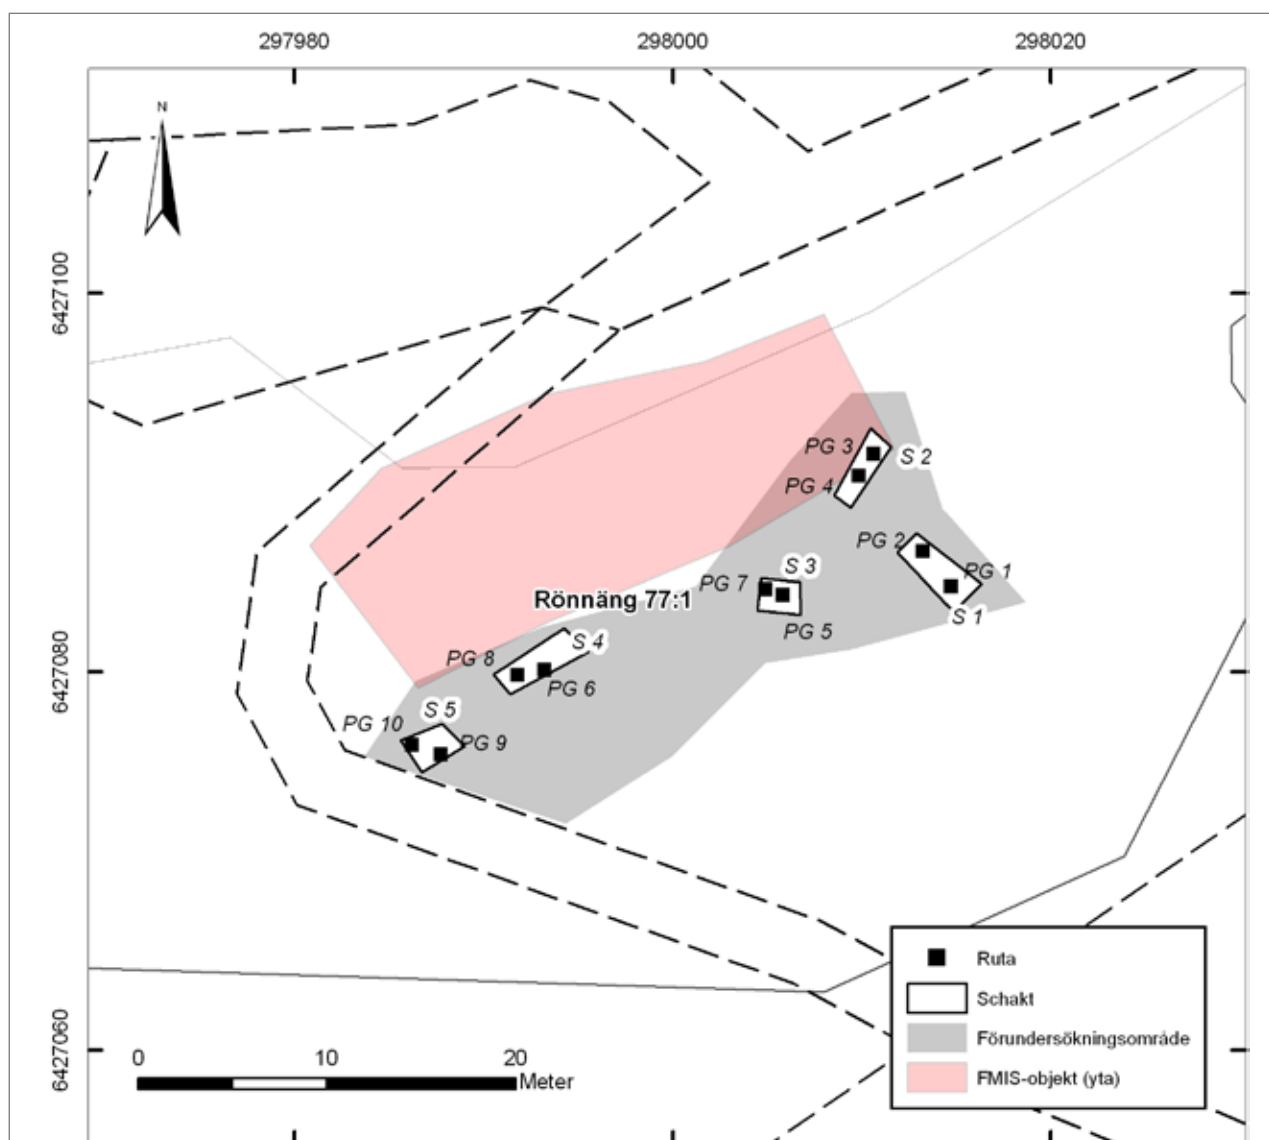 297980 298000 298020
N
6427100
PG 3
S 2
PG 4
PG 2
PG 1
S 3
PG 7
Rönnäng 77:1
S 1
PG 5
S 4
PG 8
6427080
PG 6
S 5
PG 10
PG 9
Ruta
Schakt
Förundersökningsområde
6427060
0 10 20
Meter
FMIS-objekt (yta)